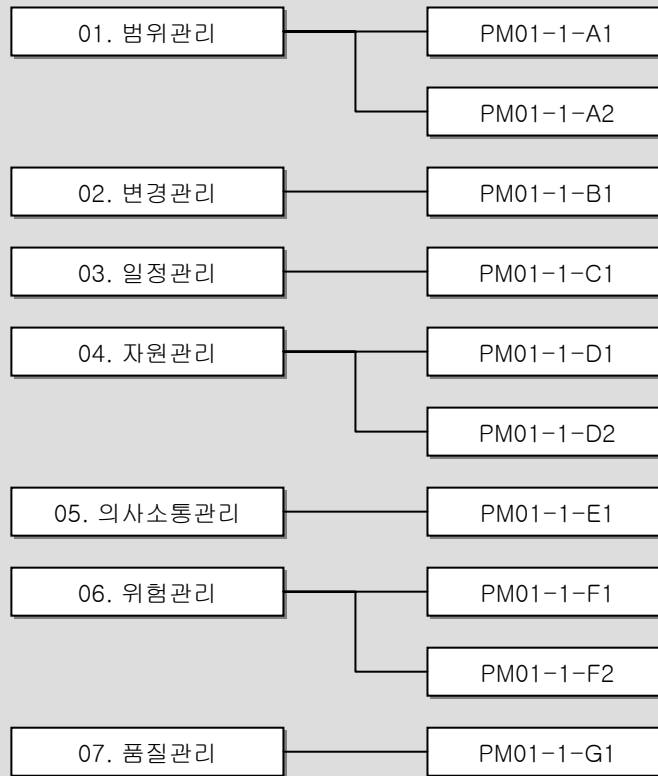 01. 범위관리
PM01-1-A1
PM01-1-A2
02. 변경관리
PM01-1-B1
03. 일정관리
PM01-1-C1
04. 자원관리
PM01-1-D1
PM01-1-D2
05. 의사소통관리
PM01-1-E1
06. 위험관리
PM01-1-F1
PM01-1-F2
07. 품질관리
PM01-1-G1